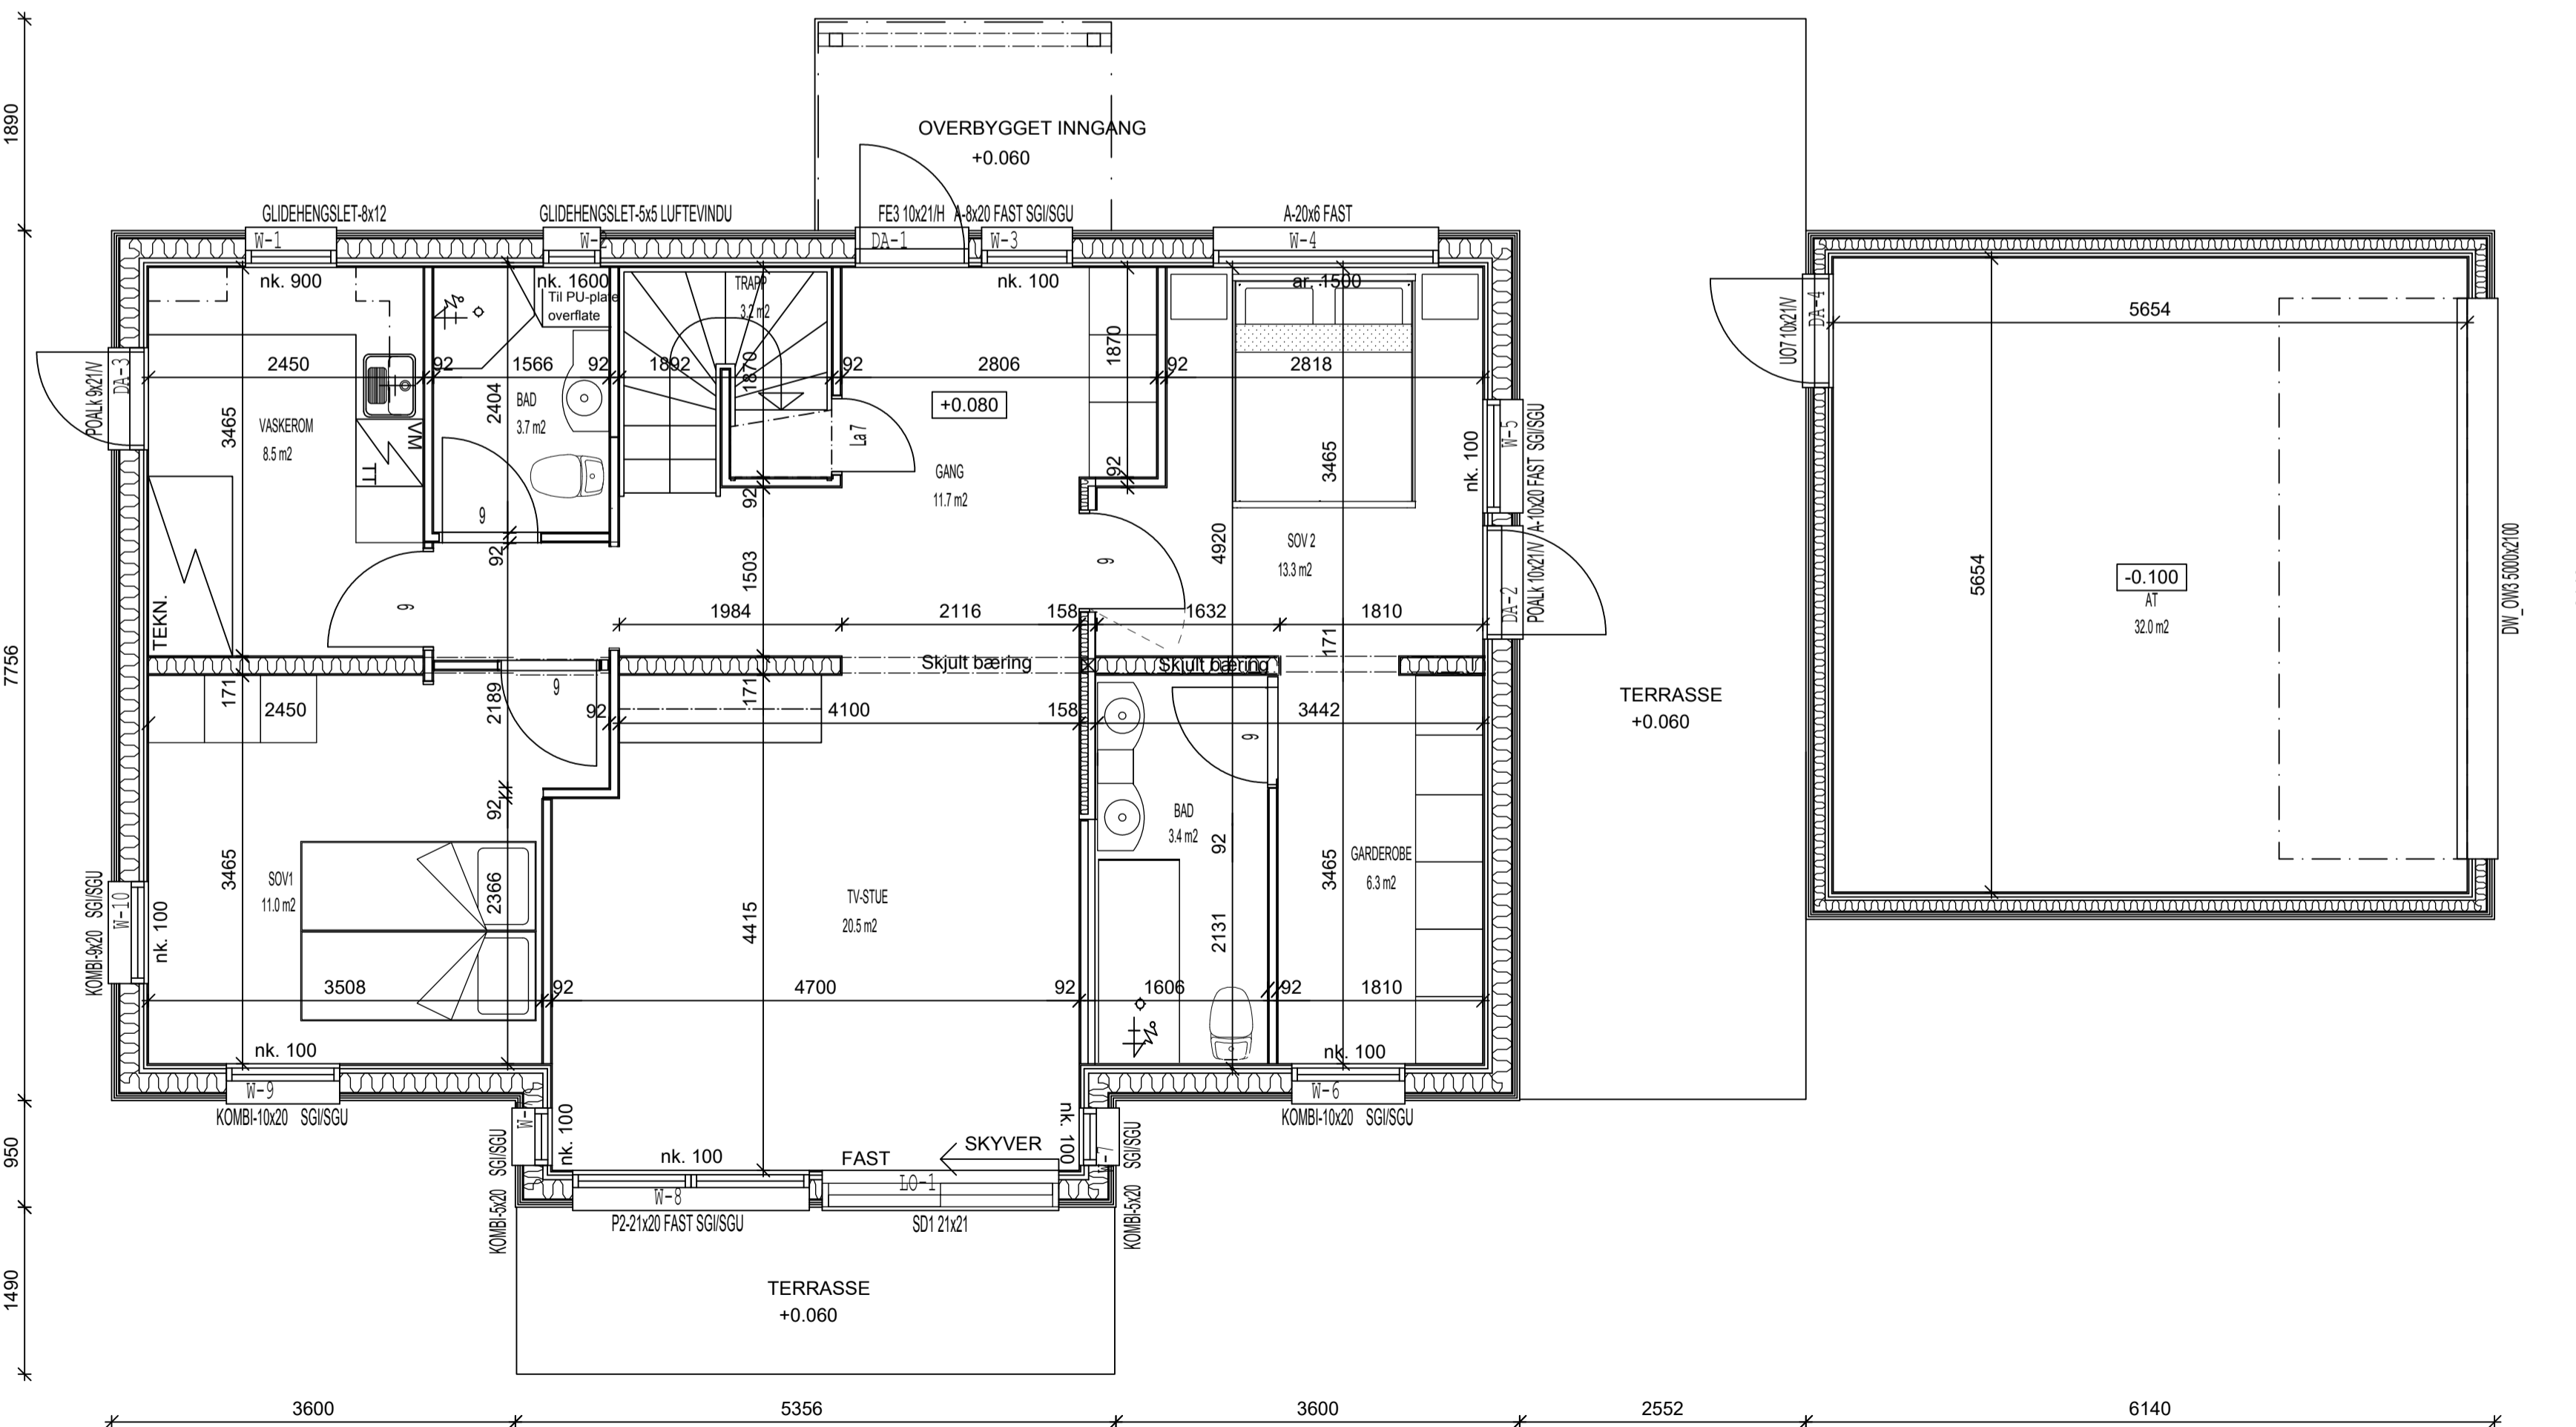 OVERBYGGET INNGANG
+0.060
1890
GLIDEHENGSLET-8x12
GLIDEHENGSLET-5x5 LUFTEVINDU
FE3 10x21/H
A-8x20 FAST SGI/SGU
A-20x6 FAST
W-1
W-2
DA-1
W-3
W-4
nk. 900
nk. 1600
Til PU-plate
overflate
TRAPP
3.2 m2
nk. 100
ar. 1500
5654
U07 10x21/V
DA-4
POALK 9x21/V
DA-3
2450
92
1566
92
1892
1870
92
2806
1870
92
2818
3465
VASKEROM
8.5 m2
VM
TT
2404
BAD
3.7 m2
+0.080
La 7
GANG
11.7 m2
92
92
3465
nk. 100
W-5
A-10x20 FAST SGI/SGU
9
92
1503
9
9
4920
SOV 2
13.3 m2
DA-2
POALK 10x21/V
5654
-0.100
AT
32.0 m2
DW_OW3 5000x2100
TEKN.
1984
2116
158
1632
1810
171
7756
Skjult bæring
Skjult bæring
TERRASSE
+0.060
171
2450
2189
9
92
171
4100
158
3442
9
92
BAD
3.4 m2
92
GARDEROBE
6.3 m2
3465
SOV1
11.0 m2
3465
2366
TV-STUE
20.5 m2
4415
2131
KOMBI-9x20 SGI/SGU
W-10
nk. 100
3508
92
4700
92
1606
92
1810
nk. 100
nk. 100
W-9
W-6
KOMBI-10x20 SGI/SGU
KOMBI-10x20 SGI/SGU
950
KOMBI-5x20 SGI/SGU
W-
nk. 100
nk. 100
FAST
SKYVER
nk. 100
W-7
KOMBI-5x20 SGI/SGU
W-8
LO-1
P2-21x20 FAST SGI/SGU
SD1 21x21
1490
TERRASSE
+0.060
3600
5356
3600
2552
6140